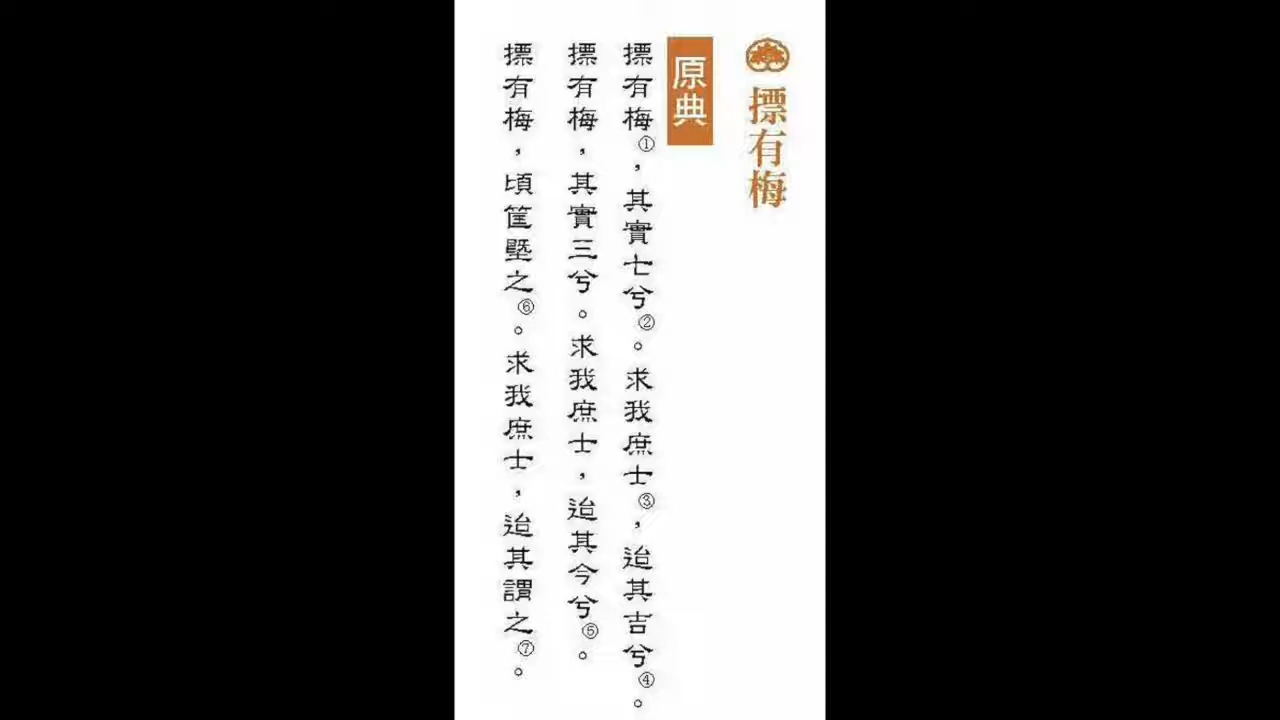 摽有梅
原典
摽有梅①，其實七兮②。求我庶士③，迨其吉兮④。
摽有梅，其實三兮。求我庶士，迨其今兮⑤。
摽有梅，頃筐塈之⑥。求我庶士，迨其謂之⑦。